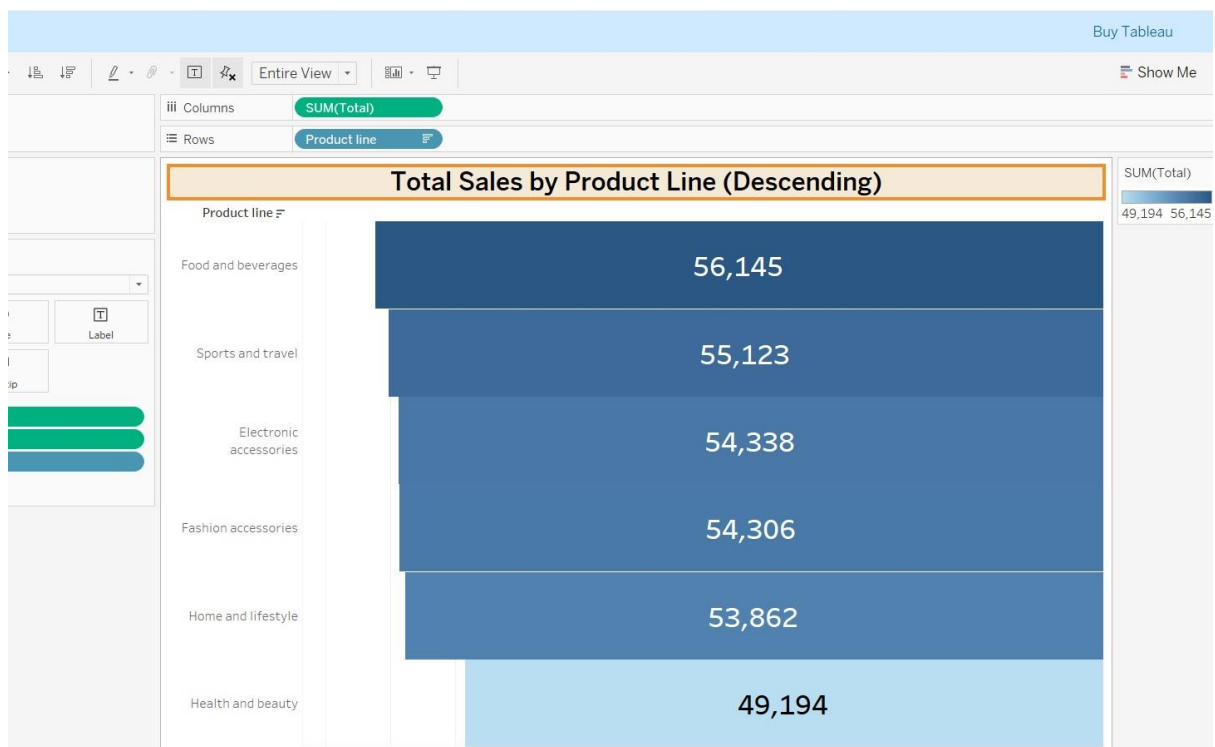 Buy Tableau
Entire View
Show Me
Columns
SUM(Total)
Rows
Product line
Total Sales by Product Line (Descending)
SUM(Total)
49,194 56,145
Product line
Food and beverages
56,145
Label
Sports and travel
55,123
Electronic
accessories
54,338
Fashion accessories
54,306
Home and lifestyle
53,862
Health and beauty
49,194